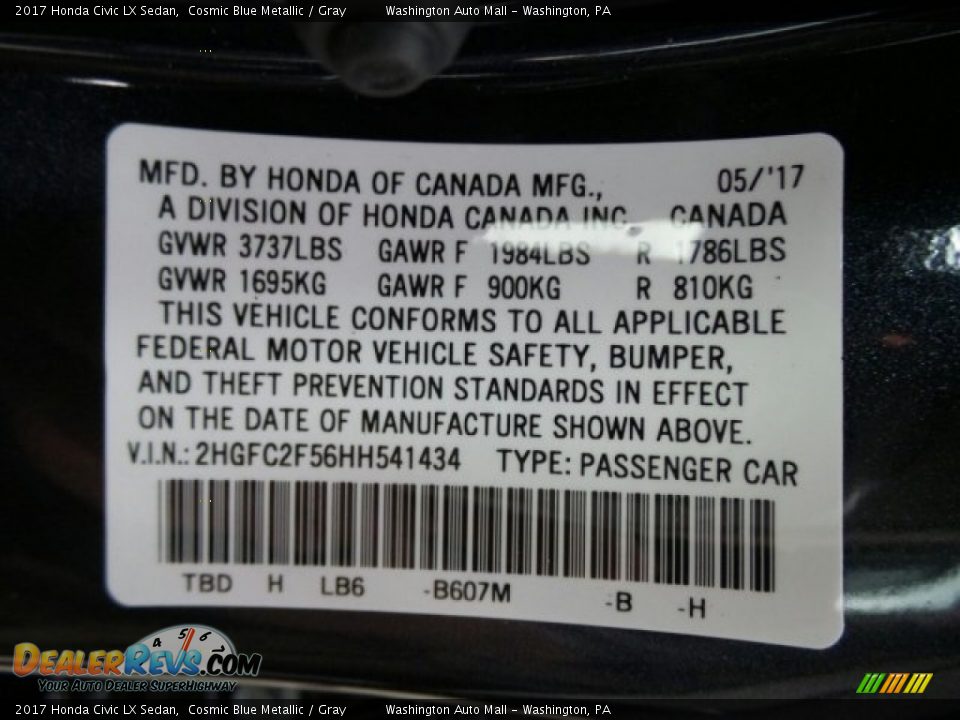 2017 Honda Civic LX Sedan, Cosmic Blue Metallic / Gray Washington Auto Mall - Washington, PA
MFD. BY HONDA OF CANADA MFG., 05/'17
A DIVISION OF HONDA CANADA INC. CANADA
GVWR 3737LBS GAWR F 1984LBS R 1786LBS
GVWR 1695KG GAWR F 900KG R 810KG
THIS VEHICLE CONFORMS TO ALL APPLICABLE
FEDERAL MOTOR VEHICLE SAFETY, BUMPER,
AND THEFT PREVENTION STANDARDS IN EFFECT
ON THE DATE OF MANUFACTURE SHOWN ABOVE.
V.I.N.: 2HGFC2F56HH541434 TYPE: PASSENGER CAR
TBD H LB6 -B607M -B -H
4 5 6
DEALERREVS.COM
YOUR AUTO DEALER SUPERHIGHWAY
2017 Honda Civic LX Sedan, Cosmic Blue Metallic / Gray Washington Auto Mall - Washington, PA